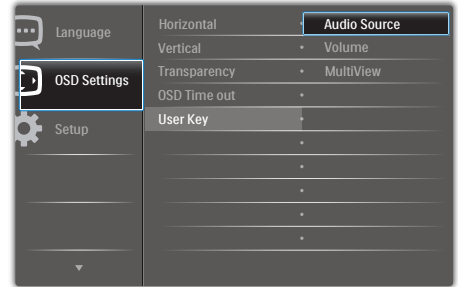 Language
OSD Settings
Setup
Horizontal
Vertical
Transparency
OSD Time out
User Key
Audio Source
Volume
MultiView